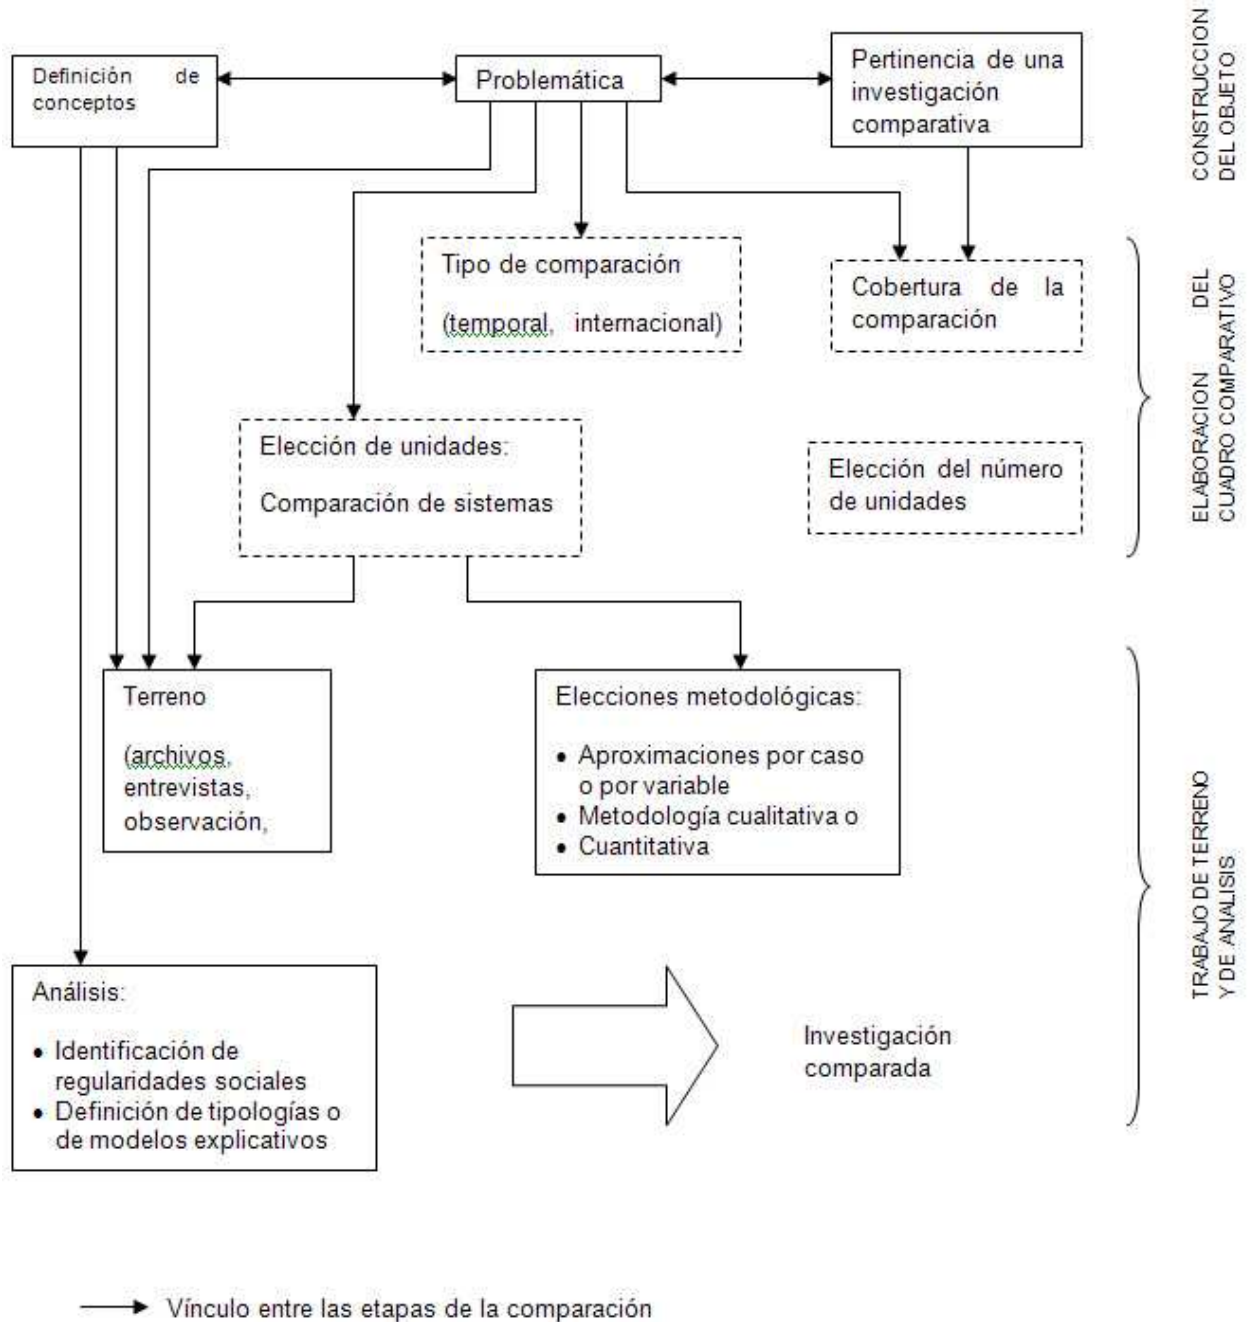 Definición de
conceptos
Problemática
Pertinencia de una
investigación
comparativa
CONSTRUCCION
DEL OBJETO
Tipo de comparación
(temporal, internacional)
Cobertura de la
comparación
Elección de unidades:
Comparación de sistemas
Elección del número
de unidades
ELABORACION DEL
CUADRO COMPARATIVO
Terreno
(archivos,
entrevistas,
observación,
Elecciones metodológicas:
• Aproximaciones por caso
o por variable
• Metodología cualitativa o
• Cuantitativa
TRABAJO DE TERRENO
Y DE ANALISIS
Análisis:
• Identificación de
regularidades sociales
• Definición de tipologías o
de modelos explicativos
Investigación
comparada
Vínculo entre las etapas de la comparación